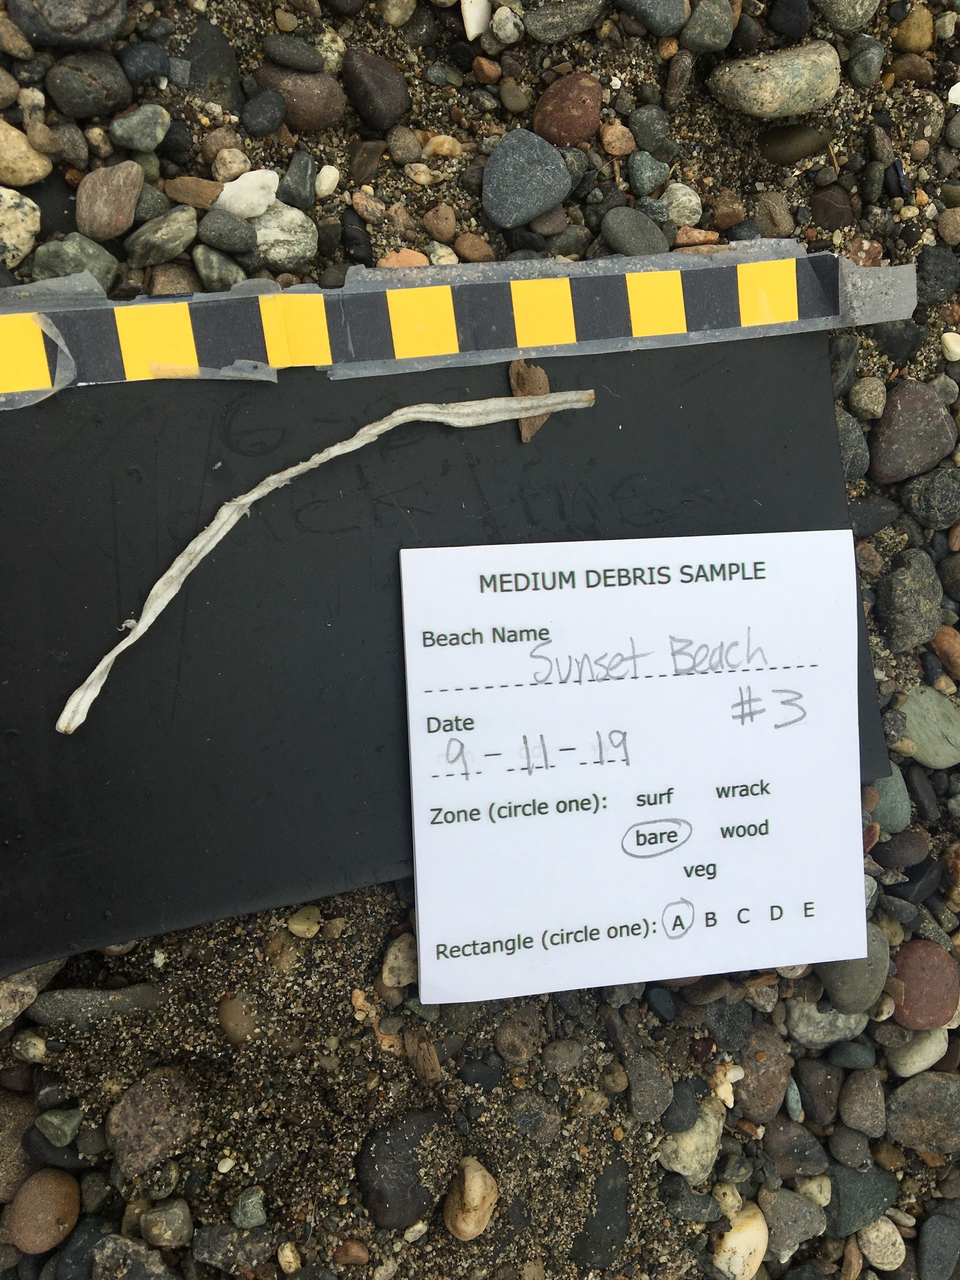 MEDIUM DEBRIS SAMPLE
Beach Name
Sunset Beach
#3
Date
9-11-19
Zone (circle one): surf wrack
bare wood
veg
Rectangle (circle one): A B C D E